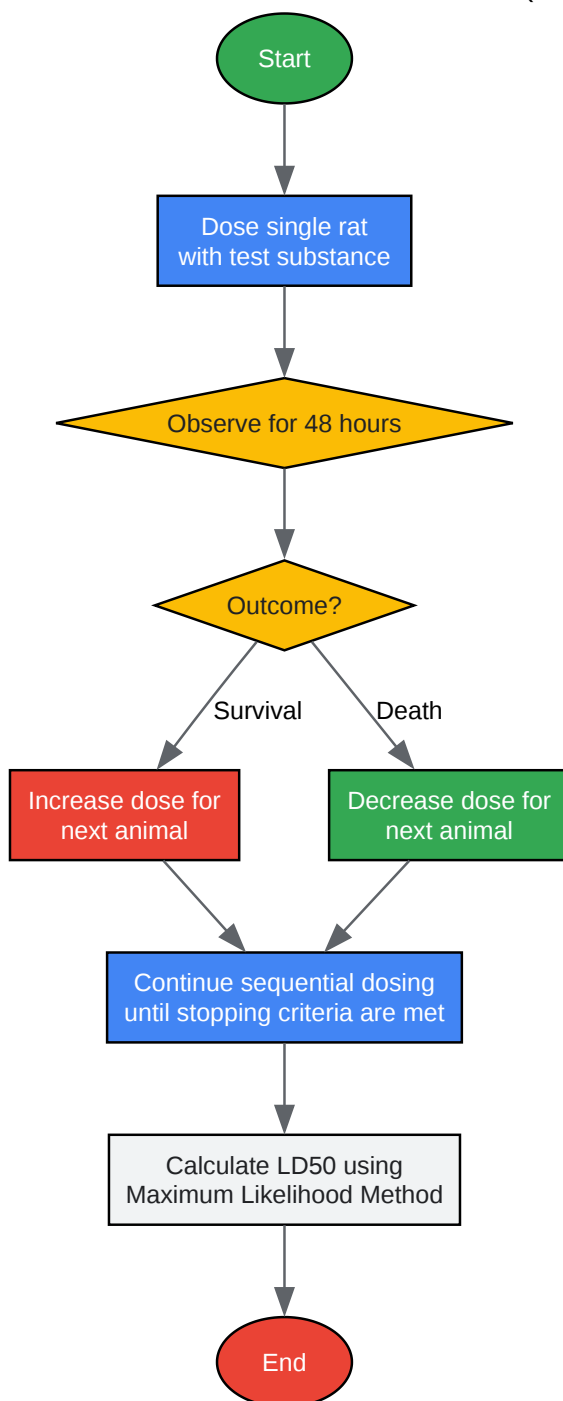 Start
Dose single rat
with test substance
Observe for 48 hours
Outcome?
Survival
Death
Increase dose for
next animal
Decrease dose for
next animal
Continue sequential dosing
until stopping criteria are met
Calculate LD50 using
Maximum Likelihood Method
End